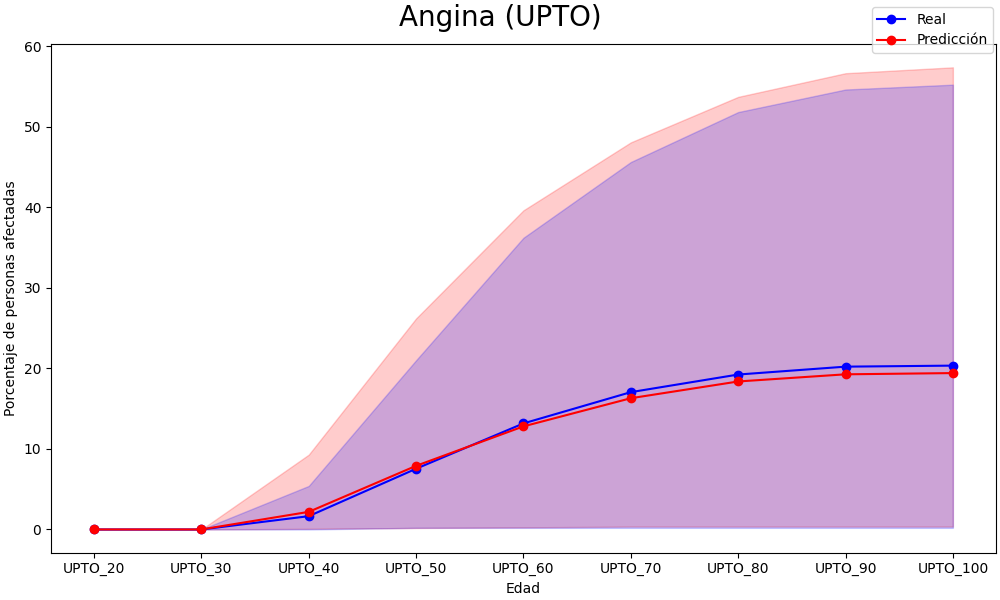 Angina (UPTO)
Real
Predicción
Porcentaje de personas afectadas
60
50
40
30
20
10
0
UPTO_20 UPTO_30 UPTO_40 UPTO_50 UPTO_60 UPTO_70 UPTO_80 UPTO_90 UPTO_100
Edad